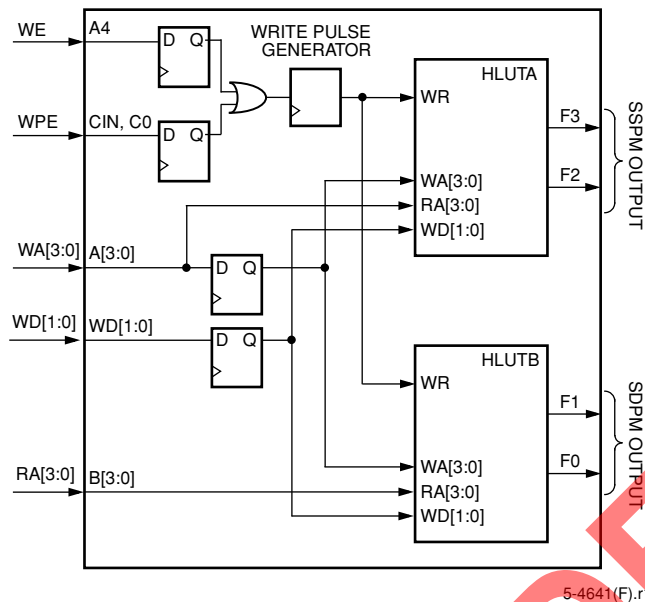 WE
A4
D Q
WRITE PULSE
GENERATOR
HLUTA
WR
F3
WPE
CIN, C0
D Q
SSPM OUTPUT
F2
WA[3:0]
RA[3:0]
WD[1:0]
WA[3:0]
A[3:0]
D Q
WD[1:0]
WD[1:0]
D Q
HLUTB
WR
F1
SDPM OUTPUT
F0
WA[3:0]
RA[3:0]
B[3:0]
RA[3:0]
WD[1:0]
5-4641(F).r